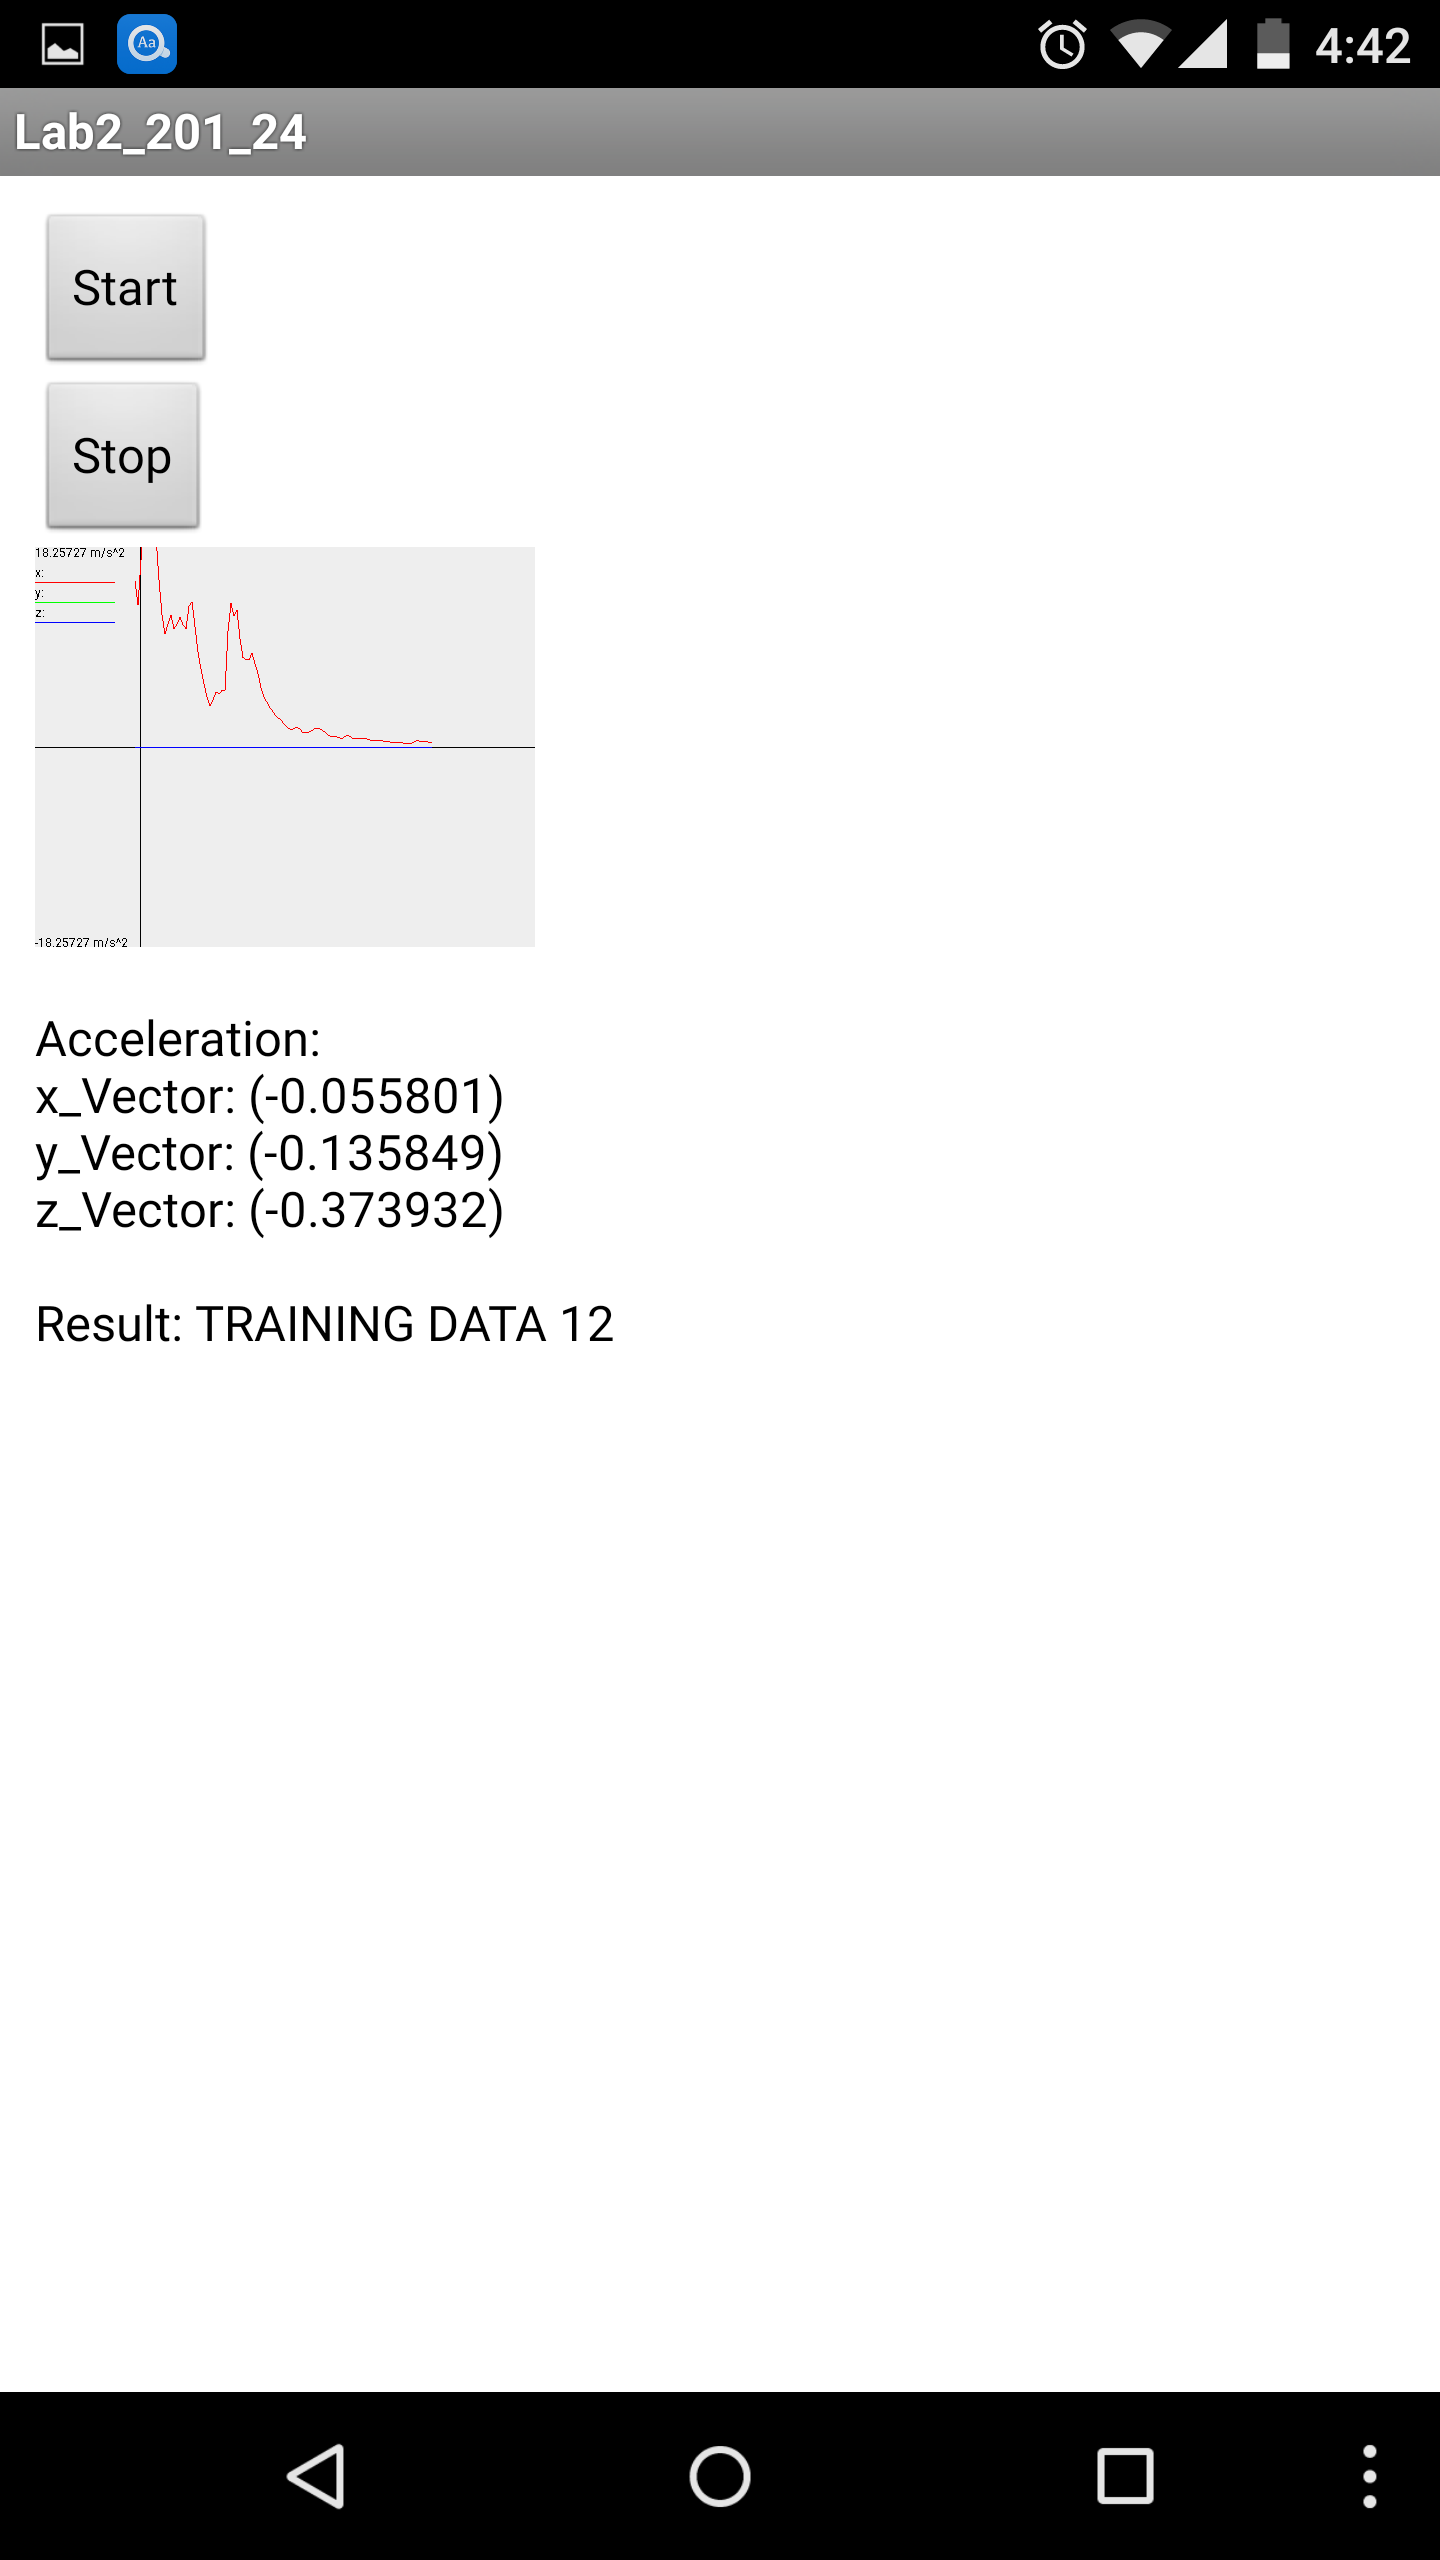 Aa
4:42
Lab2_201_24
Start
Stop
18.25727 m/s^2
x:
y:
z:
-18.25727 m/s^2
Acceleration:
x_Vector: (-0.055801)
y_Vector: (-0.135849)
z_Vector: (-0.373932)
Result: TRAINING DATA 12